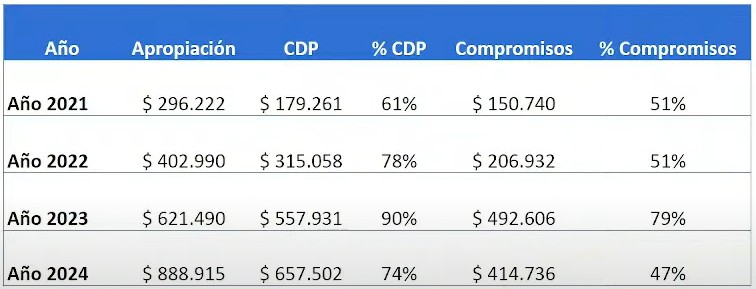 Año Apropiación CDP % CDP Compromisos % Compromisos
Año 2021 $ 296.222 $ 179.261 61% $ 150.740 51%
Año 2022 $ 402.990 $ 315.058 78% $ 206.932 51%
Año 2023 $ 621.490 $ 557.931 90% $ 492.606 79%
Año 2024 $ 888.915 $ 657.502 74% $ 414.736 47%